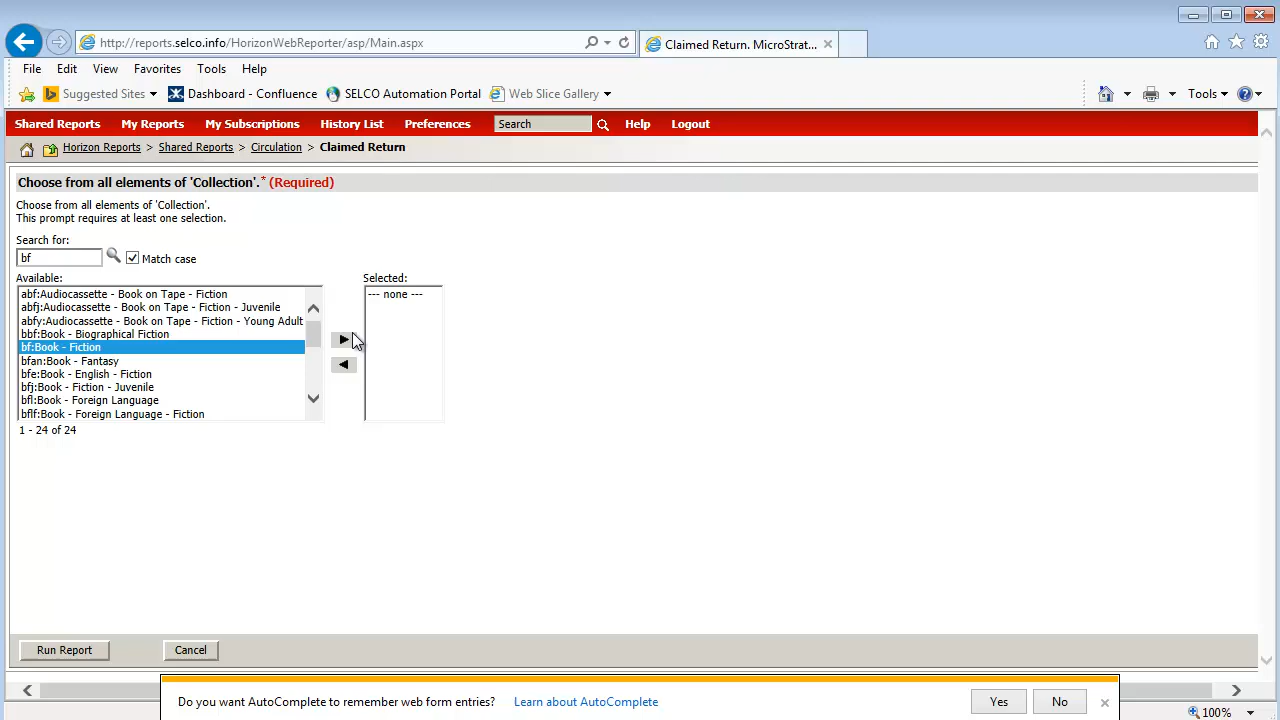 http://reports.selco.info/HorizonWebReporter/asp/Main.aspx
Claimed Return. MicroStrat...
File Edit View Favorites Tools Help
Suggested Sites Dashboard - Confluence SELCO Automation Portal Web Slice Gallery Tools
Shared Reports My Reports My Subscriptions History List Preferences Search Help Logout
Horizon Reports > Shared Reports > Circulation > Claimed Return
Choose from all elements of 'Collection'.* (Required)
Choose from all elements of 'Collection'.
This prompt requires at least one selection.
Search for:
bf Match case
Available: Selected:
abf:Audiocassette - Book on Tape - Fiction --- none ---
abfj:Audiocassette - Book on Tape - Fiction - Juvenile
abfy:Audiocassette - Book on Tape - Fiction - Young Adult
bbf:Book - Biographical Fiction
bf:Book - Fiction
bfan:Book - Fantasy
bfe:Book - English - Fiction
bfj:Book - Fiction - Juvenile
bfl:Book - Foreign Language
bflf:Book - Foreign Language - Fiction
1 - 24 of 24
Run Report Cancel
Do you want AutoComplete to remember web form entries? Learn about AutoComplete Yes No
100%